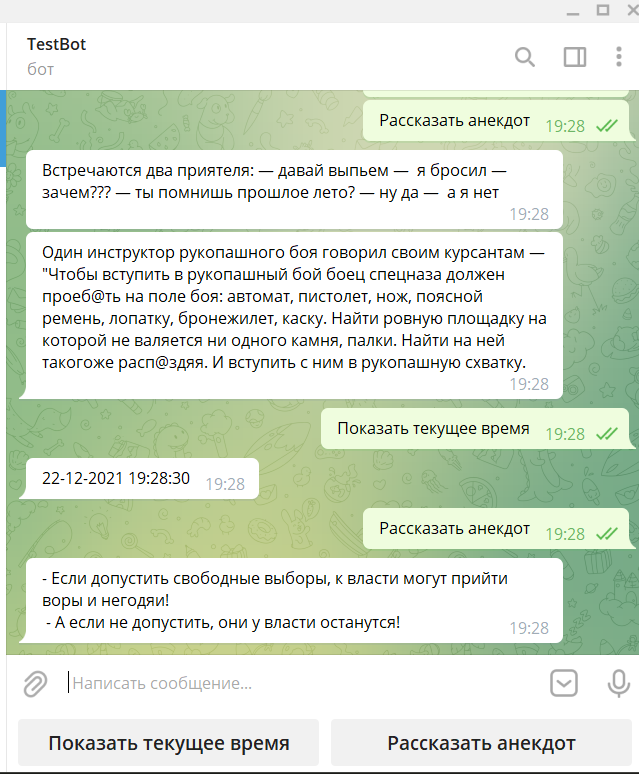 TestBot
бот
Рассказать анекдот 19:28
Встречаются два приятеля: — давай выпьем — я бросил —
зачем??? — ты помнишь прошлое лето? — ну да — а я нет
19:28
Один инструктор рукопашного боя говорил своим курсантам —
"Чтобы вступить в рукопашный бой боец спецназа должен
проеб@ть на поле боя: автомат, пистолет, нож, поясной
ремень, лопатку, бронежилет, каску. Найти ровную площадку на
которой не валяется ни одного камня, палки. Найти на ней
такогоже расп@здяя. И вступить с ним в рукопашную схватку.
19:28
Показать текущее время 19:28
22-12-2021 19:28:30 19:28
Рассказать анекдот 19:28
- Если допустить свободные выборы, к власти могут прийти
воры и негодяи!
- А если не допустить, они у власти останутся!
19:28
Написать сообщение...
Показать текущее время
Рассказать анекдот